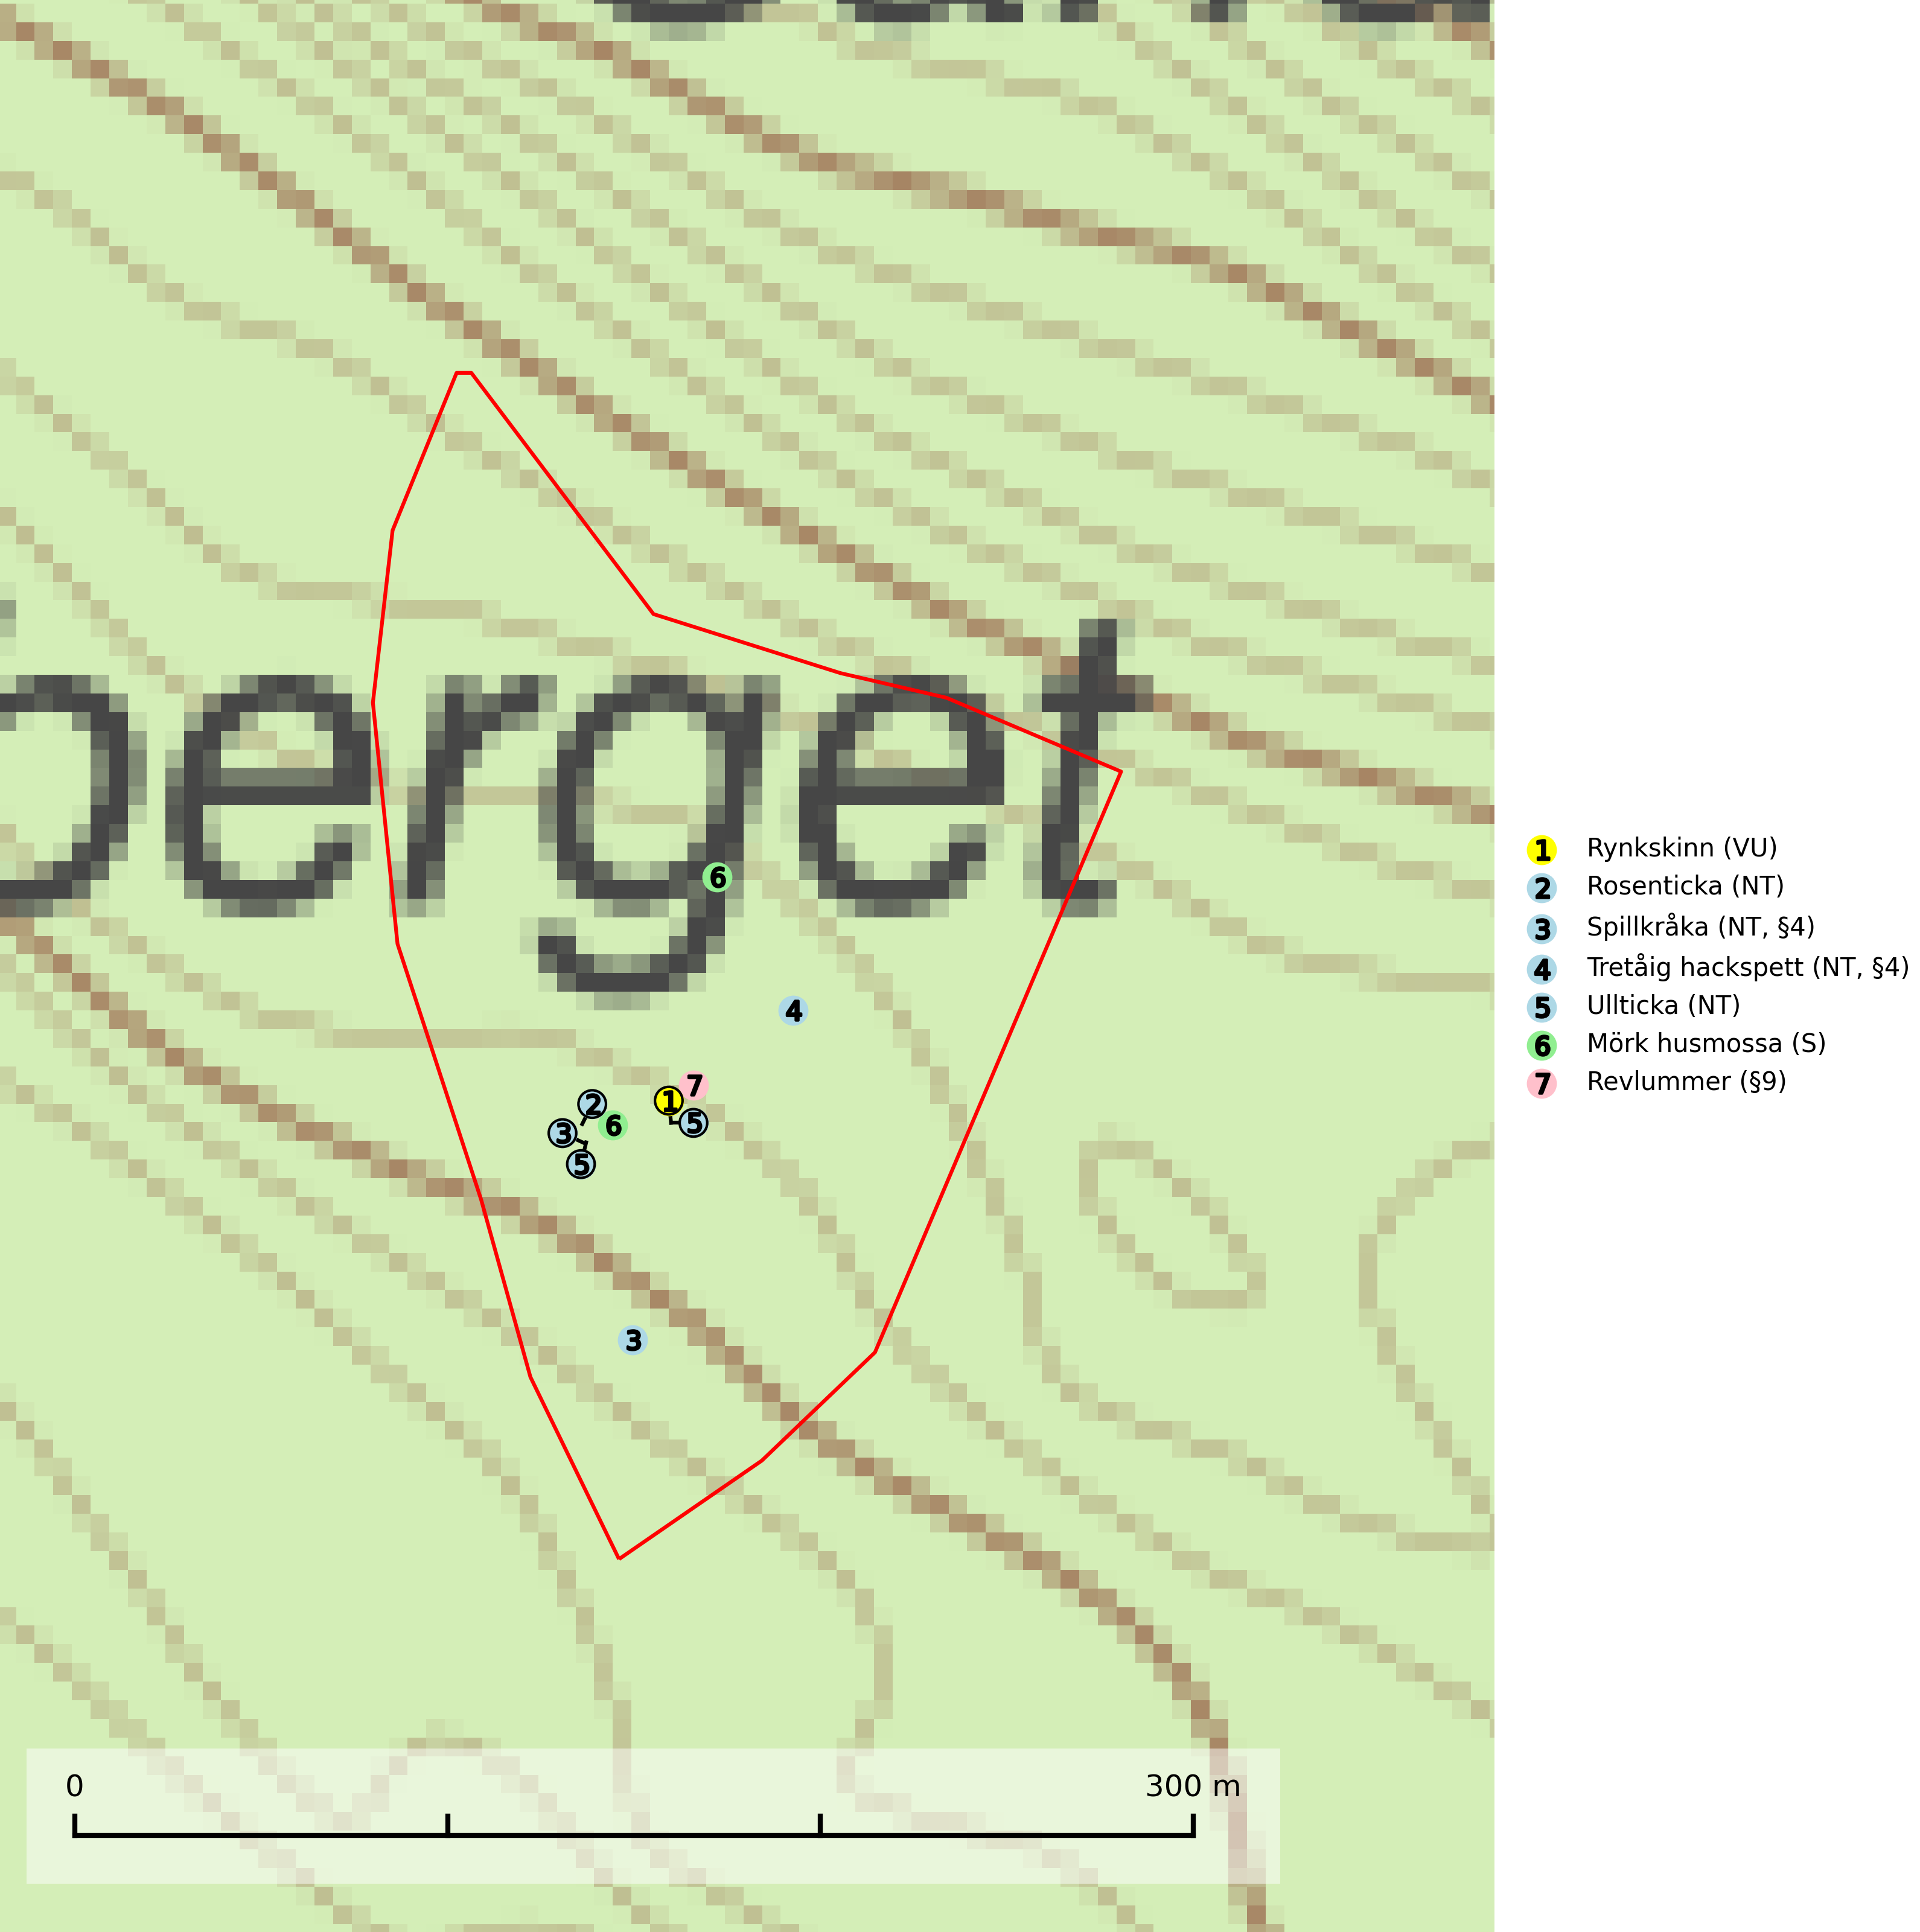 berget
6
4
7
1
2
5
6
3
5
3
1 Rynkskinn (VU)
2 Rosenticka (NT)
3 Spillkråka (NT, §4)
4 Tretåig hackspett (NT, §4)
5 Ullticka (NT)
6 Mörk husmossa (S)
7 Revlummer (§9)
0 300 m